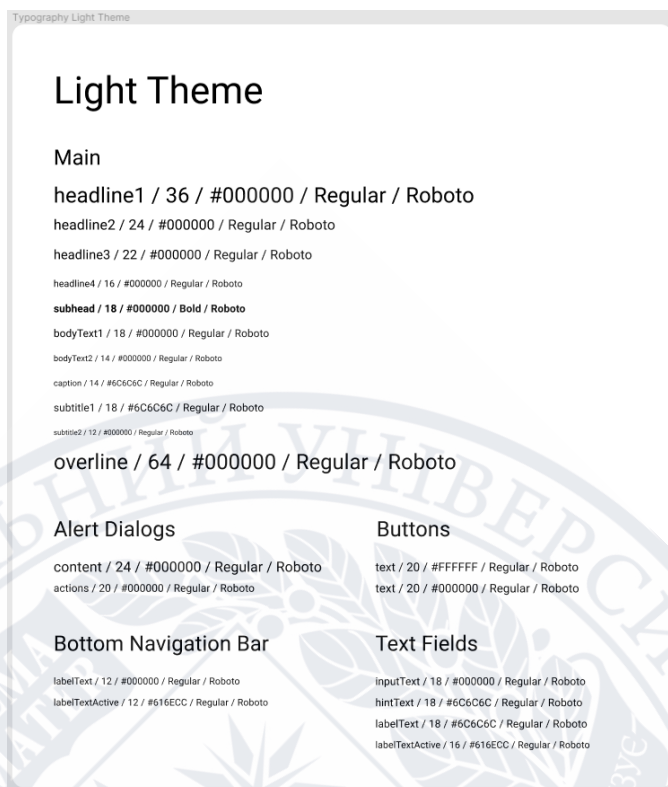 Typography Light Theme
Light Theme
Main
headline1 / 36 / #000000 / Regular / Roboto
headline2 / 24 / #000000 / Regular / Roboto
headline3 / 22 / #000000 / Regular / Roboto
headline4 / 16 / #000000 / Regular / Roboto
subhead / 18 / #000000 / Bold / Roboto
bodyText1 / 18 / #000000 / Regular / Roboto
bodyText2 / 14 / #000000 / Regular / Roboto
caption / 14 / #6C6C6C / Regular / Roboto
subtitle1 / 18 / #6C6C6C / Regular / Roboto
subtitle2 / 12 / #000000 / Regular / Roboto
overline / 64 / #000000 / Regular / Roboto
Alert Dialogs
content / 24 / #000000 / Regular / Roboto
actions / 20 / #000000 / Regular / Roboto
Buttons
text / 20 / #FFFFFF / Regular / Roboto
text / 20 / #000000 / Regular / Roboto
Bottom Navigation Bar
labelText / 12 / #000000 / Regular / Roboto
labelTextActive / 12 / #616ECC / Regular / Roboto
Text Fields
inputText / 18 / #000000 / Regular / Roboto
hintText / 18 / #6C6C6C / Regular / Roboto
labelText / 18 / #6C6C6C / Regular / Roboto
labelTextActive / 16 / #616ECC / Regular / Roboto
ЬНИЙ УНІВЕРСИ
MA
ATER